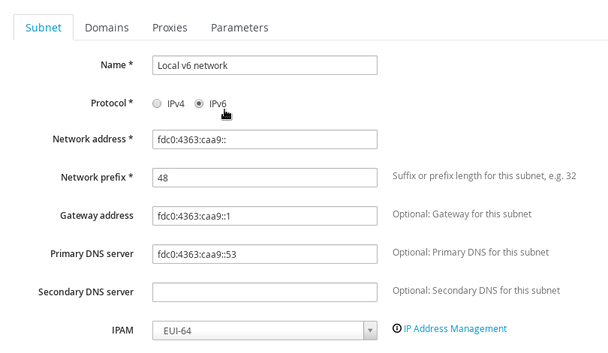 Subnet Domains Proxies Parameters
Name * Local v6 network
Protocol * IPv4 IPv6
Network address * fdc0:4363:caa9::
Network prefix * 48 Suffix or prefix length for this subnet, e.g. 32
Gateway address fdc0:4363:caa9::1 Optional: Gateway for this subnet
Primary DNS server fdc0:4363:caa9::53 Optional: Primary DNS for this subnet
Secondary DNS server Optional: Secondary DNS for this subnet
IPAM EUI-64 IP Address Management